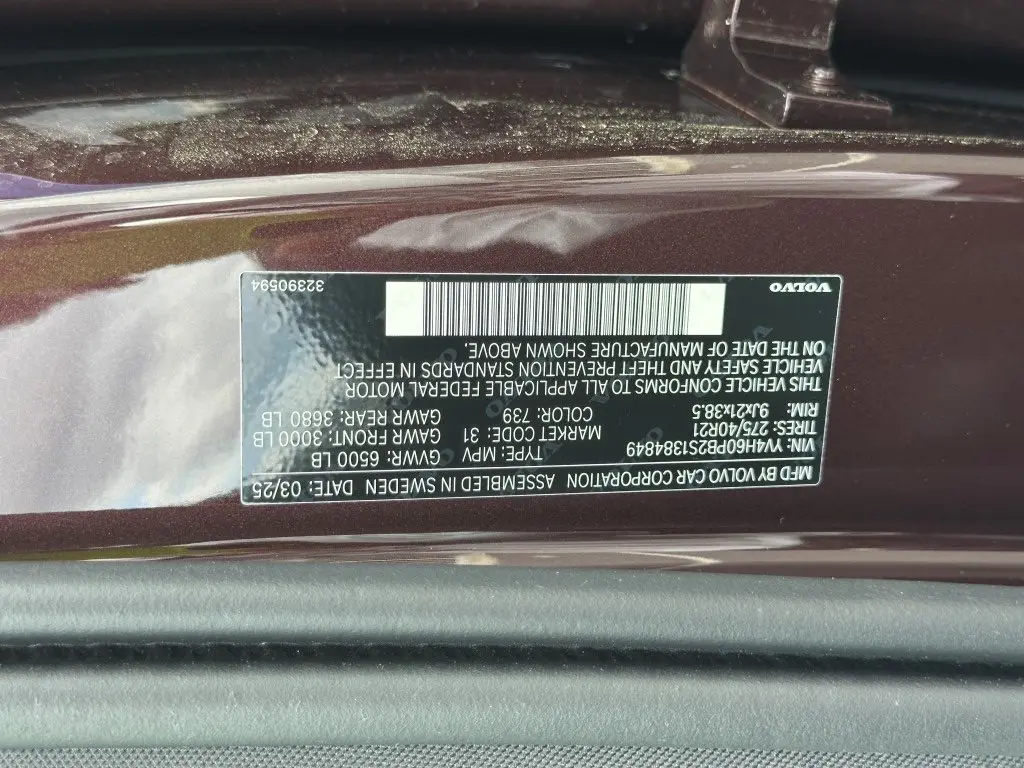 MFD BY VOLVO CAR CORPORATION ASSEMBLED IN SWEDEN DATE: 03/25
VIN: YV4H60PB2S1384849 TYPE: MPV GVWR: 6500 LB
TIRES: 275/40R21 MARKET CODE: 31 GAWR FRONT: 3000 LB
RIM: 9Jx21x38.5 COLOR: 739 GAWR REAR: 3680 LB
THIS VEHICLE CONFORMS TO ALL APPLICABLE FEDERAL MOTOR
VEHICLE SAFETY AND THEFT PREVENTION STANDARDS IN EFFECT
ON THE DATE OF MANUFACTURE SHOWN ABOVE.
VOLVO 32390594